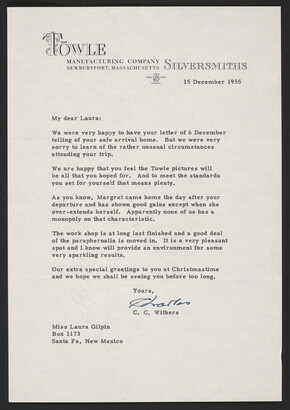 The
TOWLE
MANUFACTURING COMPANY
NEWBURYPORT, MASSACHUSETTS
SILVERSMITHS
15 December 1955
My dear Laura:
We were very happy to have your letter of 6 December
telling of your safe arrival home. But we were very
sorry to learn of the rather unusual circumstances
attending your trip.
We are happy that you feel the Towle pictures will
be all that you hoped for. And to meet the standards
you set for yourself that means plenty.
As you know, Margret came home the day after your
departure and has shown good gains except when she
over-extends herself. Apparently none of us has a
monopoly on that characteristic.
The work shop is at long last finished and a good deal
of the paraphernalia is moved in. It is a very pleasant
spot and I know will provide an environment for some
very sparkling results.
Our extra special greetings to you at Christmastime
and we hope we shall be seeing you before too long.
Yours,
Charles
C. C. Withers
Miss Laura Gilpin
Box 1173
Santa Fe, New Mexico